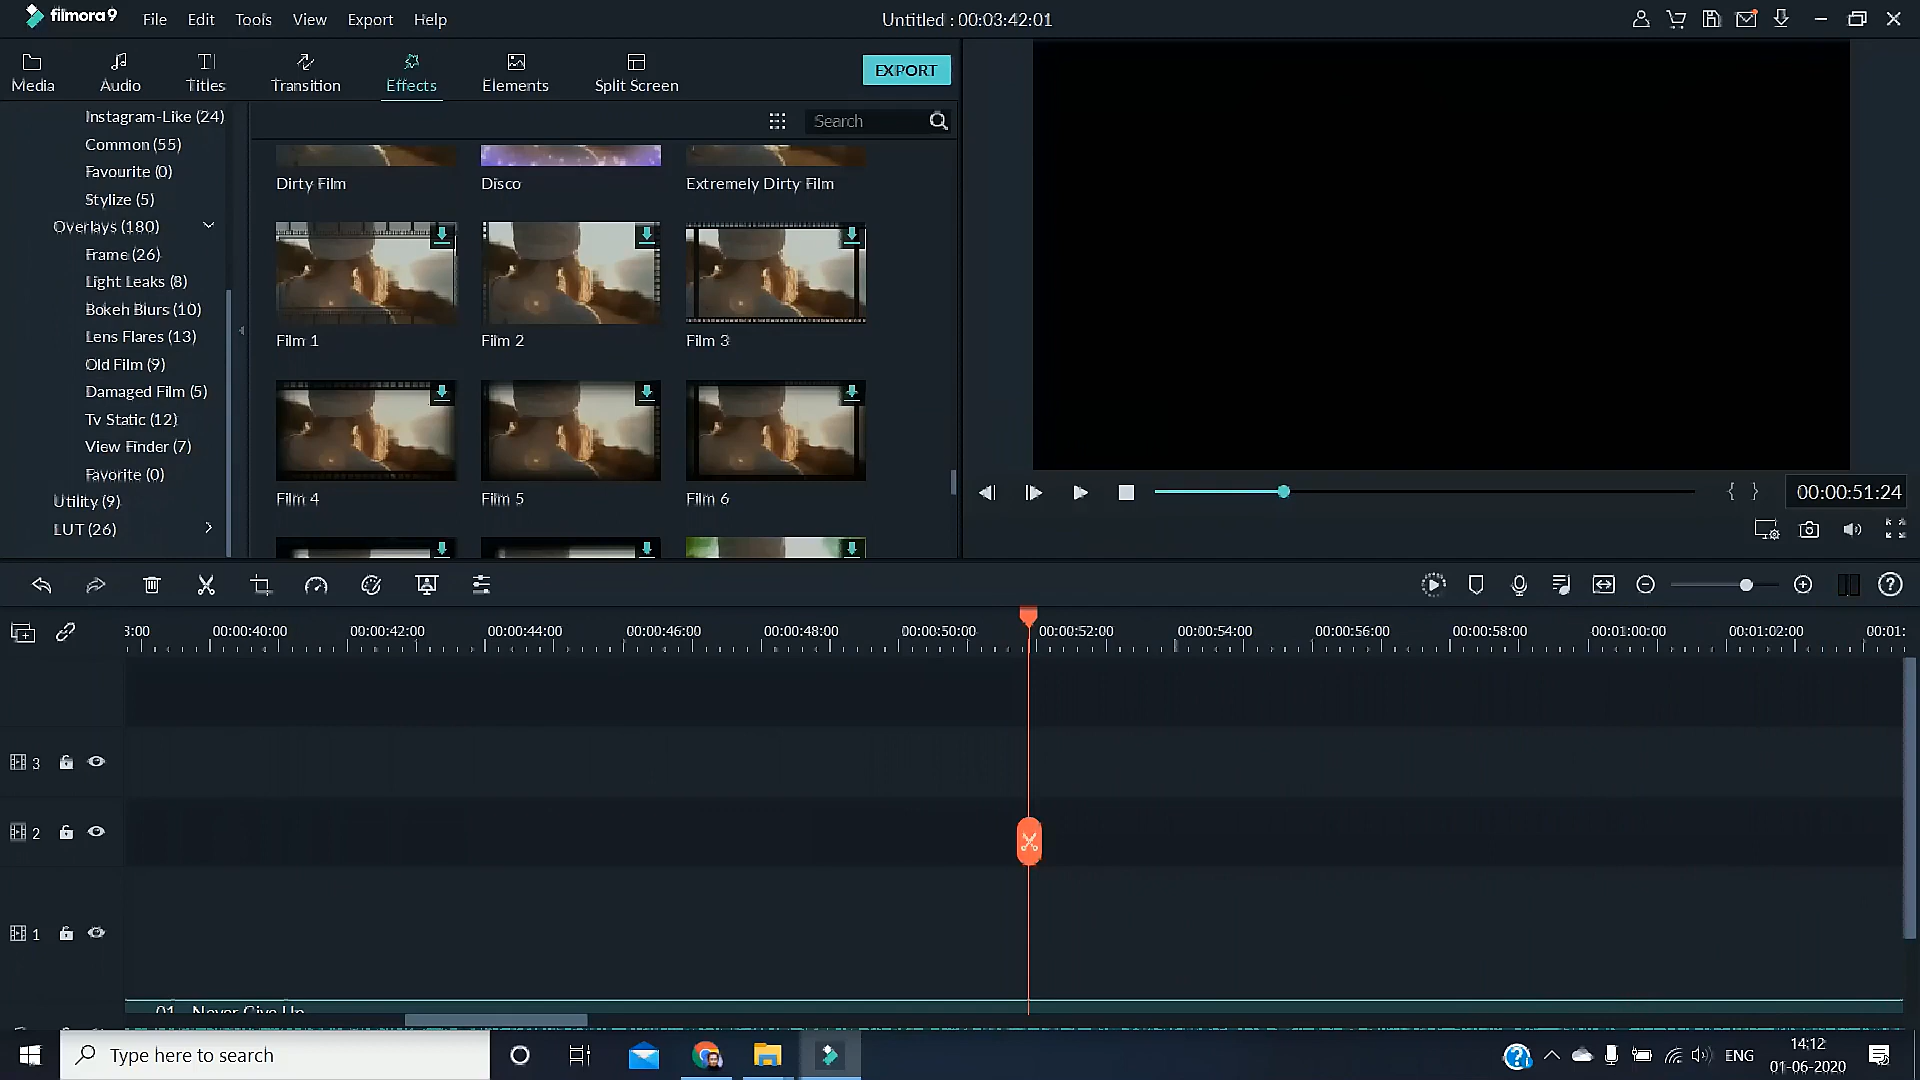 filmora9 File Edit Tools View Export Help Untitled : 00:03:42:01
Media Audio Titles Transition Effects Elements Split Screen EXPORT
Instagram-Like (24)
Common (55)
Favourite (0)
Stylize (5)
Overlays (180)
Frame (26)
Light Leaks (8)
Bokeh Blurs (10)
Lens Flares (13)
Old Film (9)
Damaged Film (5)
Tv Static (12)
View Finder (7)
Favorite (0)
Utility (9)
LUT (26)
Search
Dirty Film Disco Extremely Dirty Film
Film 1 Film 2 Film 3
Film 4 Film 5 Film 6
{ } 00:00:51:24
3:00 00:00:40:00 00:00:42:00 00:00:44:00 00:00:46:00 00:00:48:00 00:00:50:00 00:00:52:00 00:00:54:00 00:00:56:00 00:00:58:00 00:01:00:00 00:01:02:00 00:01:
3
2
1
01 - Never Give Up
Type here to search
ENG
14:12
01-06-2020